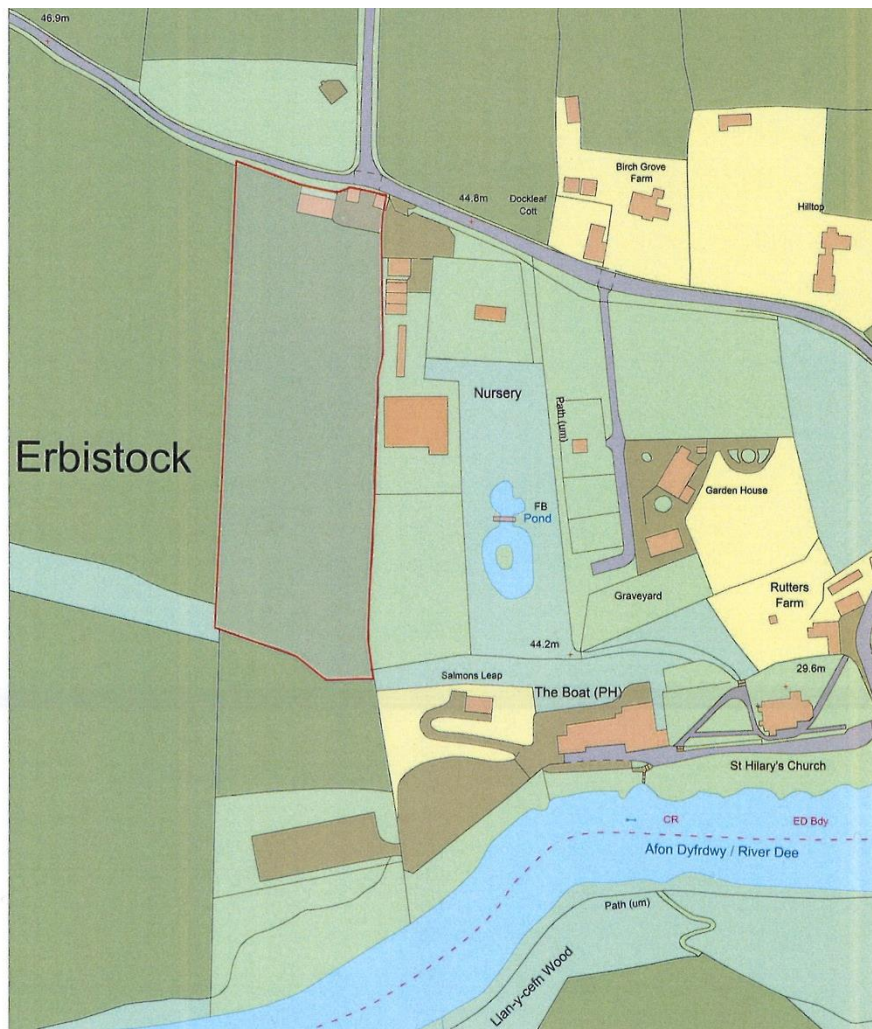 46.9m
Birch Grove
Farm
44.8m
Dockleaf
Cott
Hilltop
Nursery
Path (um)
Erbistock
Garden House
FB
Pond
Rutters
Farm
Graveyard
44.2m
Salmons Leap
29.6m
The Boat (PH)
St Hilary's Church
CR
ED Bdy
Afon Dyfrdwy / River Dee
Path (um)
Llan-y-cefn Wood